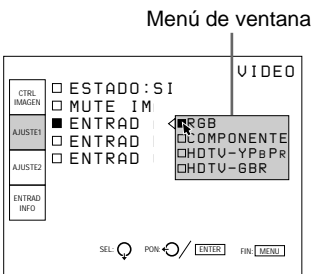 Menú de ventana
VIDEO
CTRL
IMAGEN
AJUSTE1
AJUSTE2
ENTRAD
INFO
ESTADO:SI
MUTE IM
ENTRAD
ENTRAD
ENTRAD
RGB
COMPONENTE
HDTV-YPBPR
HDTV-GBR
SEL: PON: / ENTER FIN: MENU